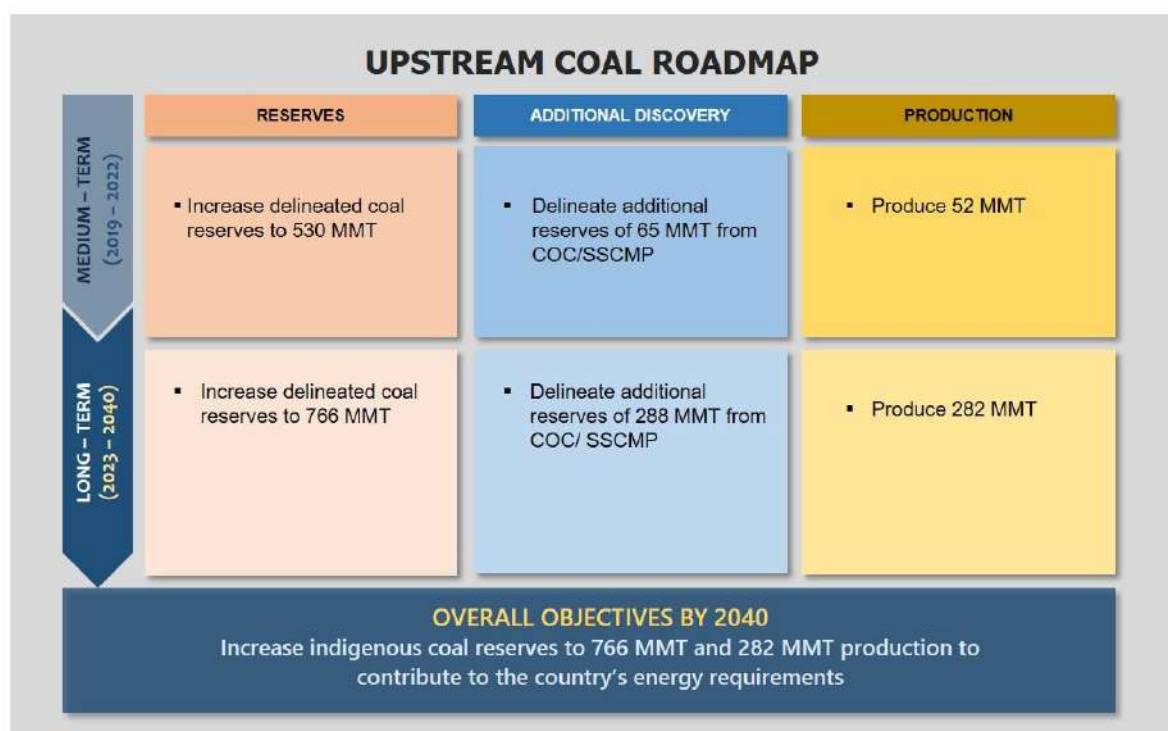 UPSTREAM COAL ROADMAP
RESERVES
ADDITIONAL DISCOVERY
PRODUCTION
MEDIUM – TERM
(2019 – 2022)
▪ Increase delineated coal
reserves to 530 MMT
▪ Delineate additional
reserves of 65 MMT from
COC/SSCMP
▪ Produce 52 MMT
LONG – TERM
(2023 – 2040)
▪ Increase delineated coal
reserves to 766 MMT
▪ Delineate additional
reserves of 288 MMT from
COC/ SSCMP
▪ Produce 282 MMT
OVERALL OBJECTIVES BY 2040
Increase indigenous coal reserves to 766 MMT and 282 MMT production to
contribute to the country’s energy requirements